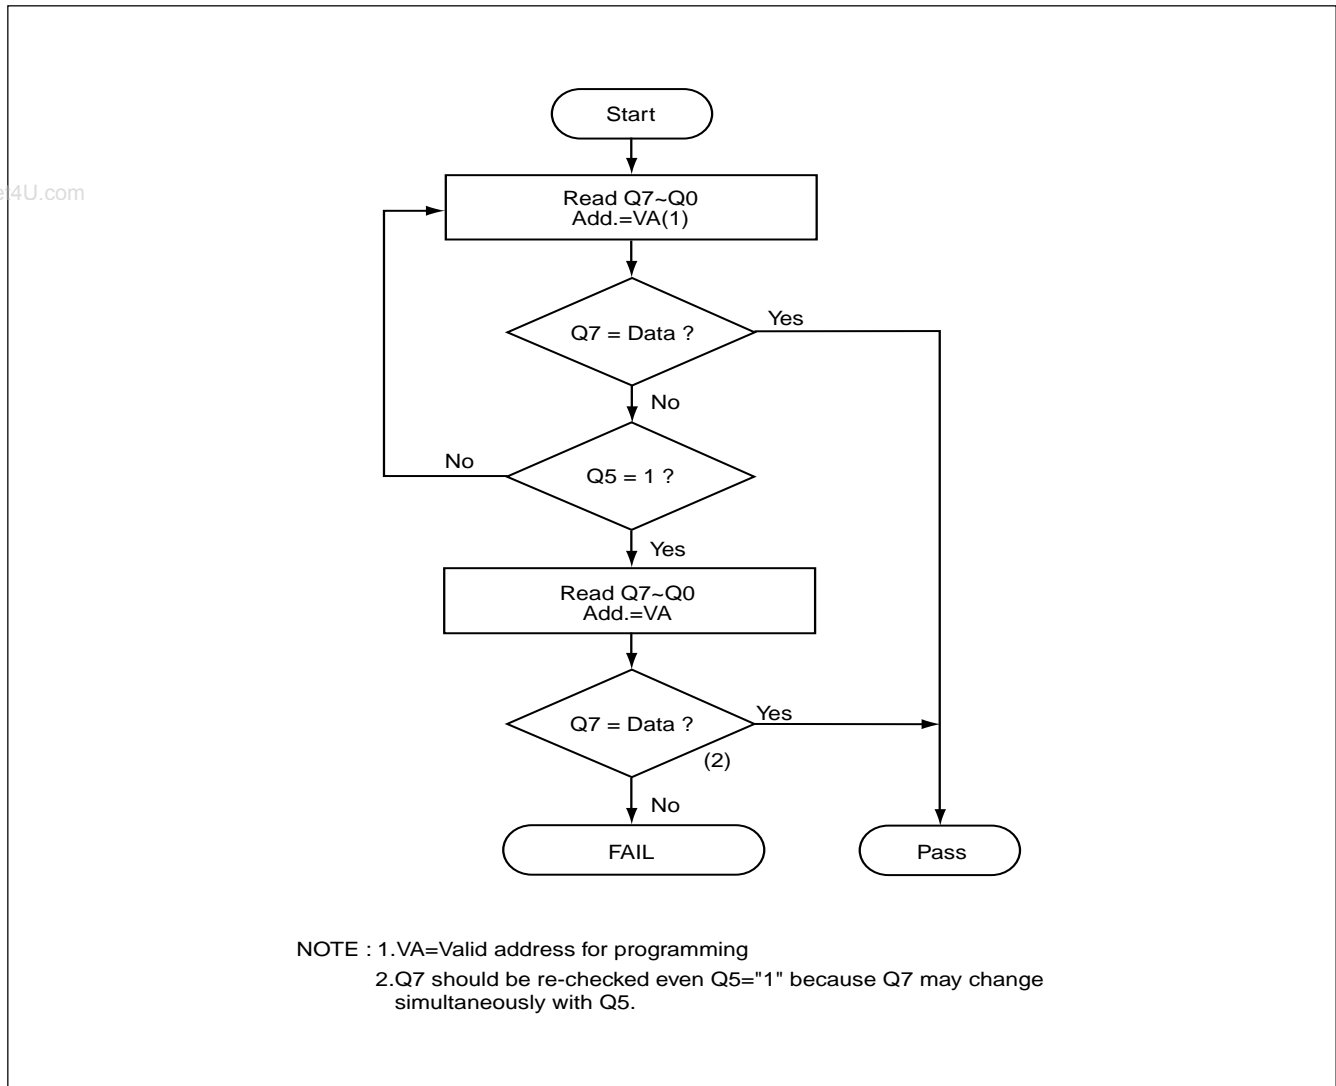 Start
et4U.com
Read Q7~Q0
Add.=VA(1)
Q7 = Data ?
Yes
No
No
Q5 = 1 ?
Yes
Read Q7~Q0
Add.=VA
Q7 = Data ?
Yes
(2)
No
FAIL
Pass
NOTE : 1.VA=Valid address for programming
2.Q7 should be re-checked even Q5="1" because Q7 may change
simultaneously with Q5.